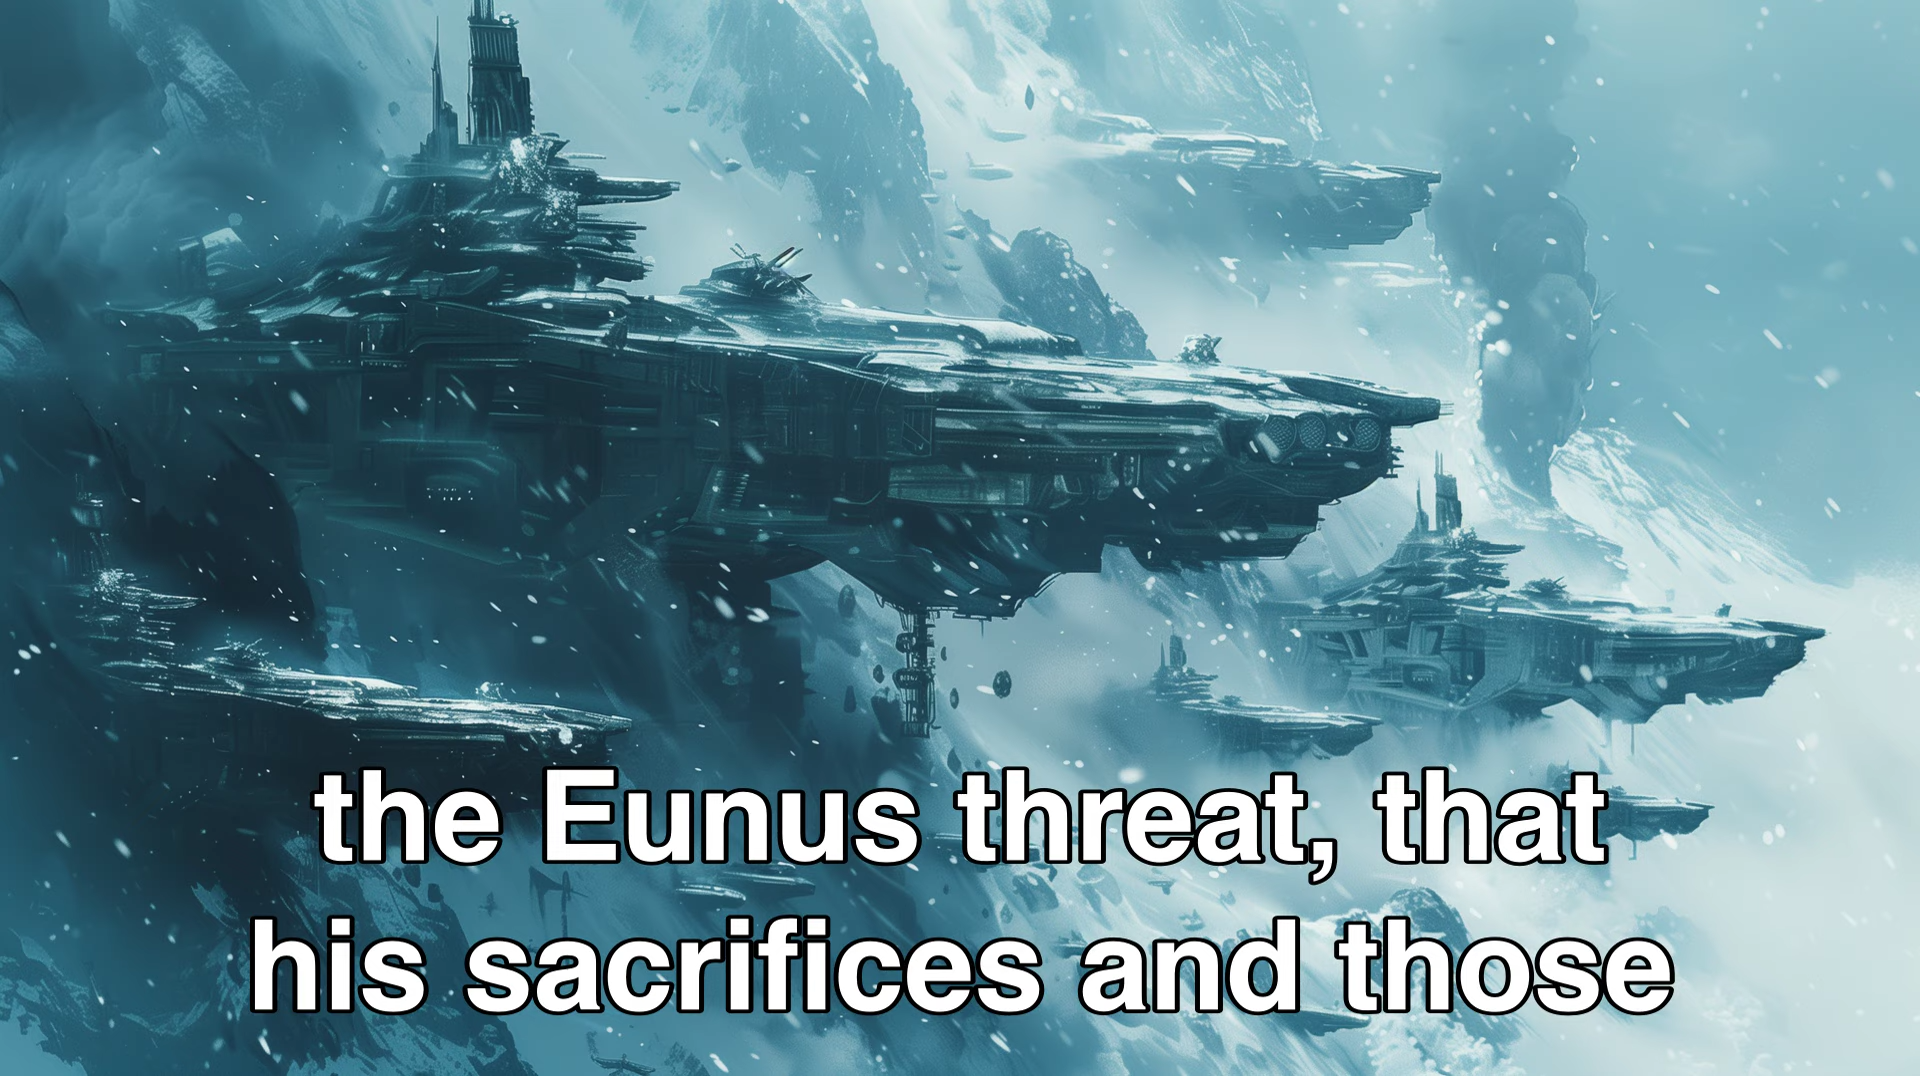 the Eunus threat, that
his sacrifices and those